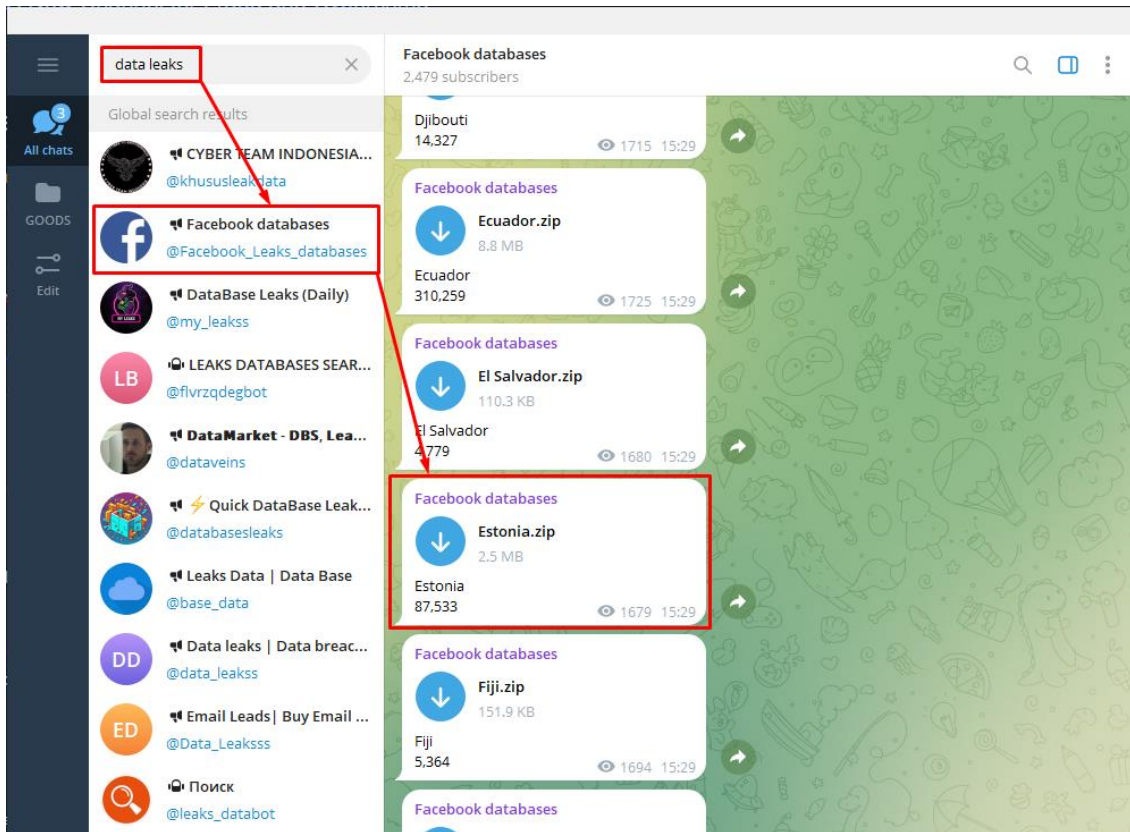 data leaks
Global search results
CYBER TEAM INDONESIA...
@khususleakdata
Facebook databases
@Facebook_Leaks_databases
DataBase Leaks (Daily)
@my_leakss
LB
LEAKS DATABASES SEAR...
@flvrzqdegbot
DataMarket - DBS, Lea...
@dataveins
⚡ Quick DataBase Leak...
@databasesleaks
Leaks Data | Data Base
@base_data
DD
Data leaks | Data breac...
@data_leakss
ED
Email Leads| Buy Email ...
@Data_Leaksss
Поиск
@leaks_databot
3
All chats
GOODS
Edit
Facebook databases
2,479 subscribers
Djibouti
14,327
1715 15:29
Facebook databases
Ecuador.zip
8.8 MB
Ecuador
310,259
1725 15:29
Facebook databases
El Salvador.zip
110.3 KB
El Salvador
4,779
1680 15:29
Facebook databases
Estonia.zip
2.5 MB
Estonia
87,533
1679 15:29
Facebook databases
Fiji.zip
151.9 KB
Fiji
5,364
1694 15:29
Facebook databases